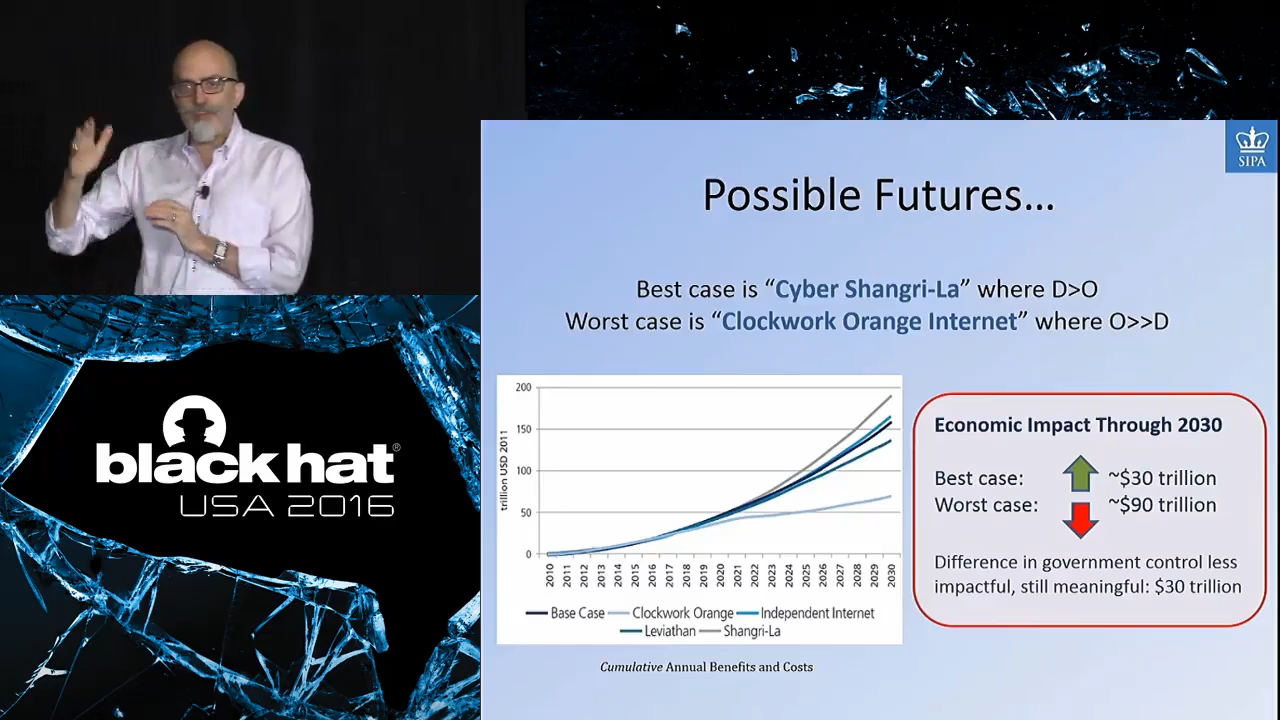 SIPA
Possible Futures...
Best case is “Cyber Shangri-La” where D>O
Worst case is “Clockwork Orange Internet” where O>>D
200
150
100
50
0
trillion USD 2011
2010
2011
2012
2013
2014
2015
2016
2017
2018
2019
2020
2021
2022
2023
2024
2025
2026
2027
2028
2029
2030
Base Case Clockwork Orange Independent Internet
Leviathan Shangri-La
Cumulative Annual Benefits and Costs
Economic Impact Through 2030
Best case: ~$30 trillion
Worst case: ~$90 trillion
Difference in government control less
impactful, still meaningful: $30 trillion
black hat®
USA 2016